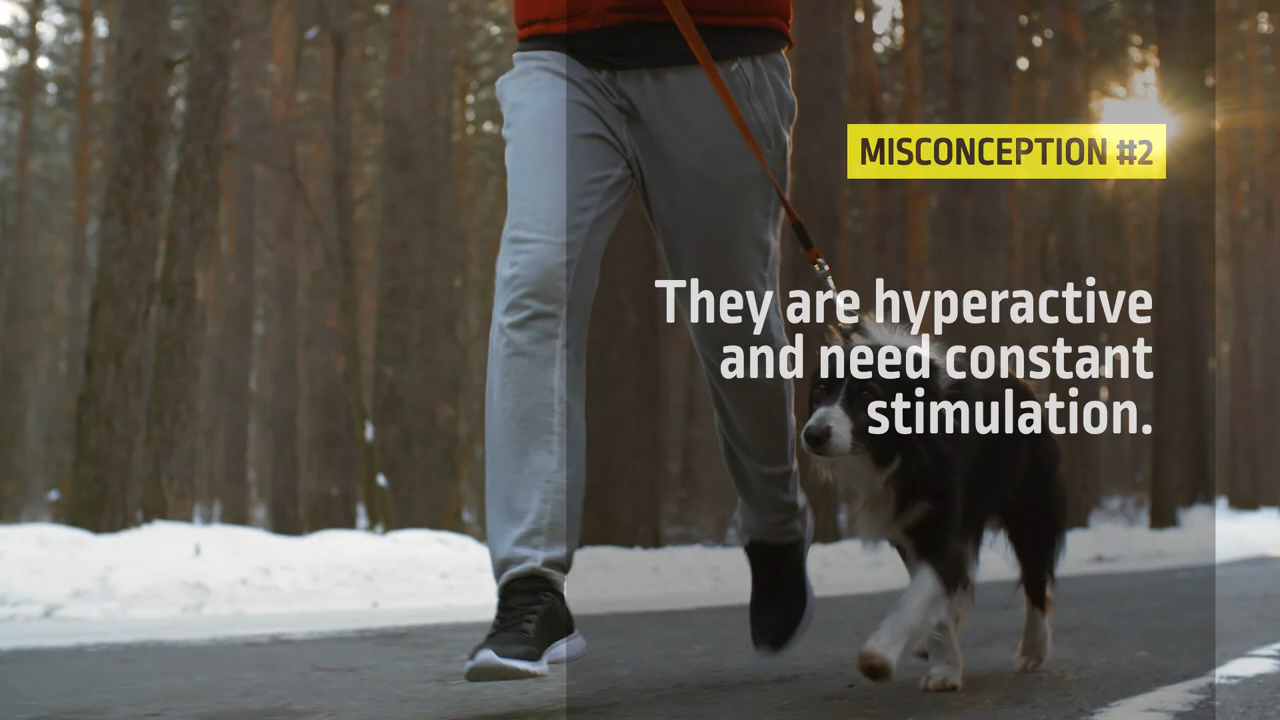 MISCONCEPTION #2
They are hyperactive
and need constant
stimulation.